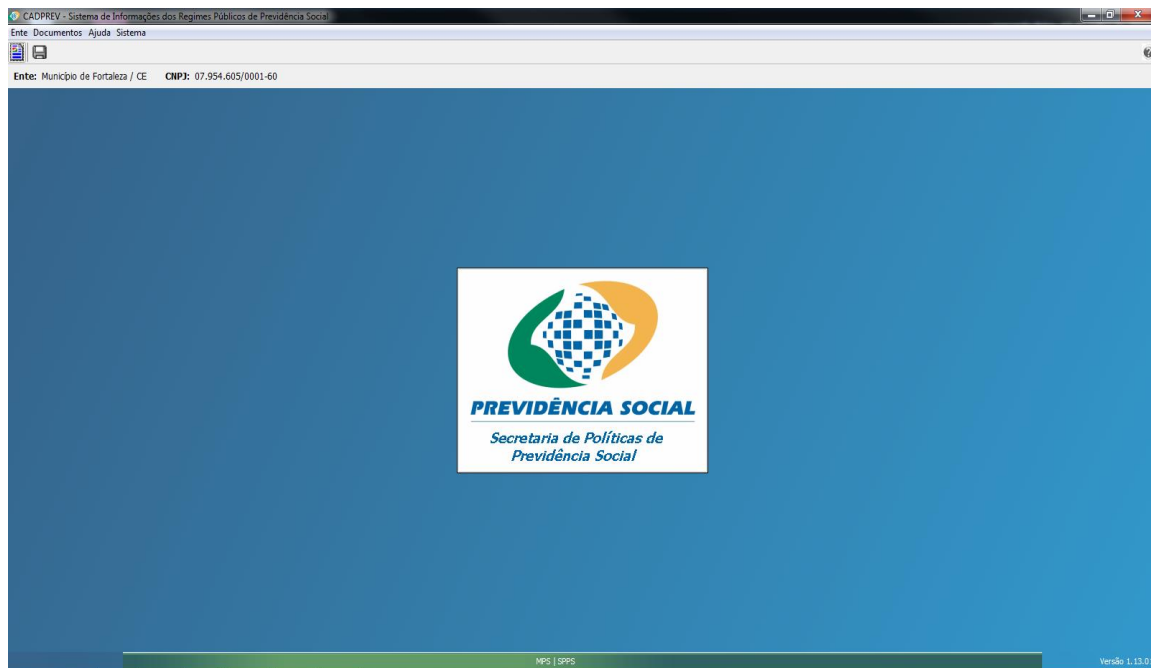 CADPREV - Sistema de Informações dos Regimes Públicos de Previdência Social
Ente Documentos Ajuda Sistema
Ente: Município de Fortaleza / CE CNPJ: 07.954.605/0001-60
PREVIDÊNCIA SOCIAL
Secretaria de Políticas de
Previdência Social
MPS | SPPS
Versão 1.13.0